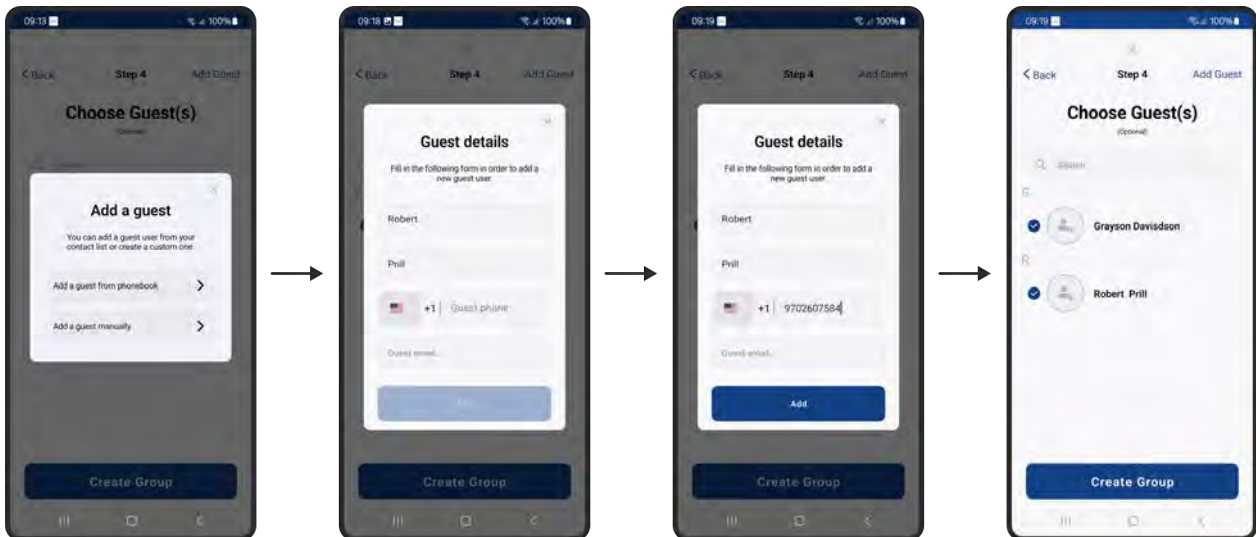 09:13 100%
< Back Step 4 Add Guest
Choose Guest(s)
(Optional)
Add a guest
You can add a guest user from your
contact list or create a custom one
Add a guest from phonebook
Add a guest manually
Create Group
09:18 100%
< Back Step 4 Add Guest
Guest details
Fill in the following form in order to add a
new guest user
Robert
Prill
+1 Guest phone
Guest email...
Create Group
09:19 100%
< Back Step 4 Add Guest
Guest details
Fill in the following form in order to add a
new guest user
Robert
Prill
+1 9702607584
Guest email...
Add
Create Group
09:19 100%
< Back Step 4 Add Guest
Choose Guest(s)
(Optional)
Search
G
Grayson Davisdson
R
Robert Prill
Create Group